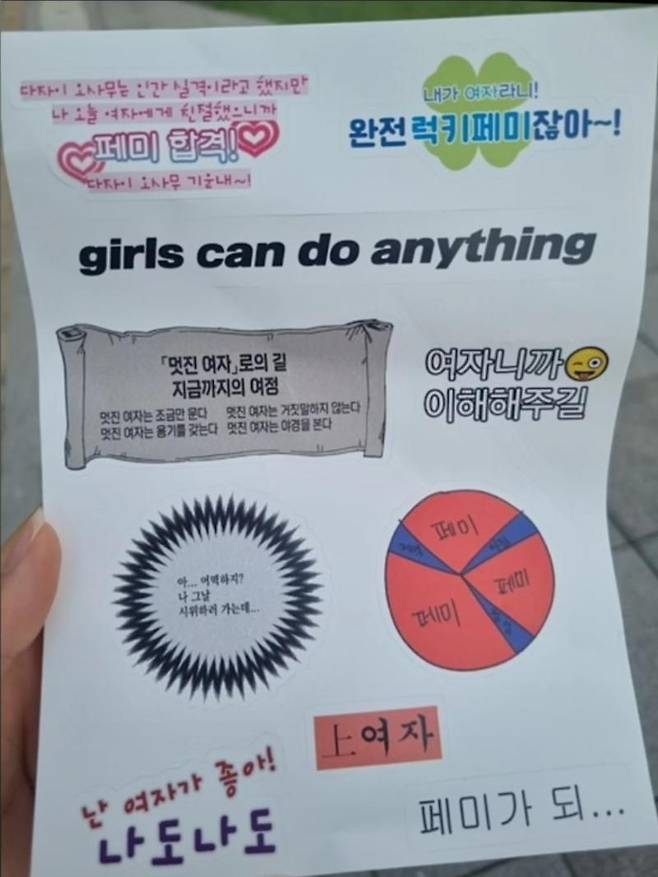 다자이 오사무는 인간 실격이라고 했지만
나 오늘 여자에게 친절했으니까
페미 합격!
다자이 오사무 기운내~!
내가 여자라니!
완전 럭키페미잖아~!
girls can do anything
「멋진 여자」로의 길
지금까지의 여정
멋진 여자는 조금만 문다 멋진 여자는 거짓말하지 않는다
멋진 여자는 용기를 갖는다 멋진 여자는 야경을 본다
여자니까
이해해주길
아... 어떡하지?
나 그날
시위하러 가는데...
페미
페미
페미
上여자
난 여자가 좋아!
나도나도
페미가 되...